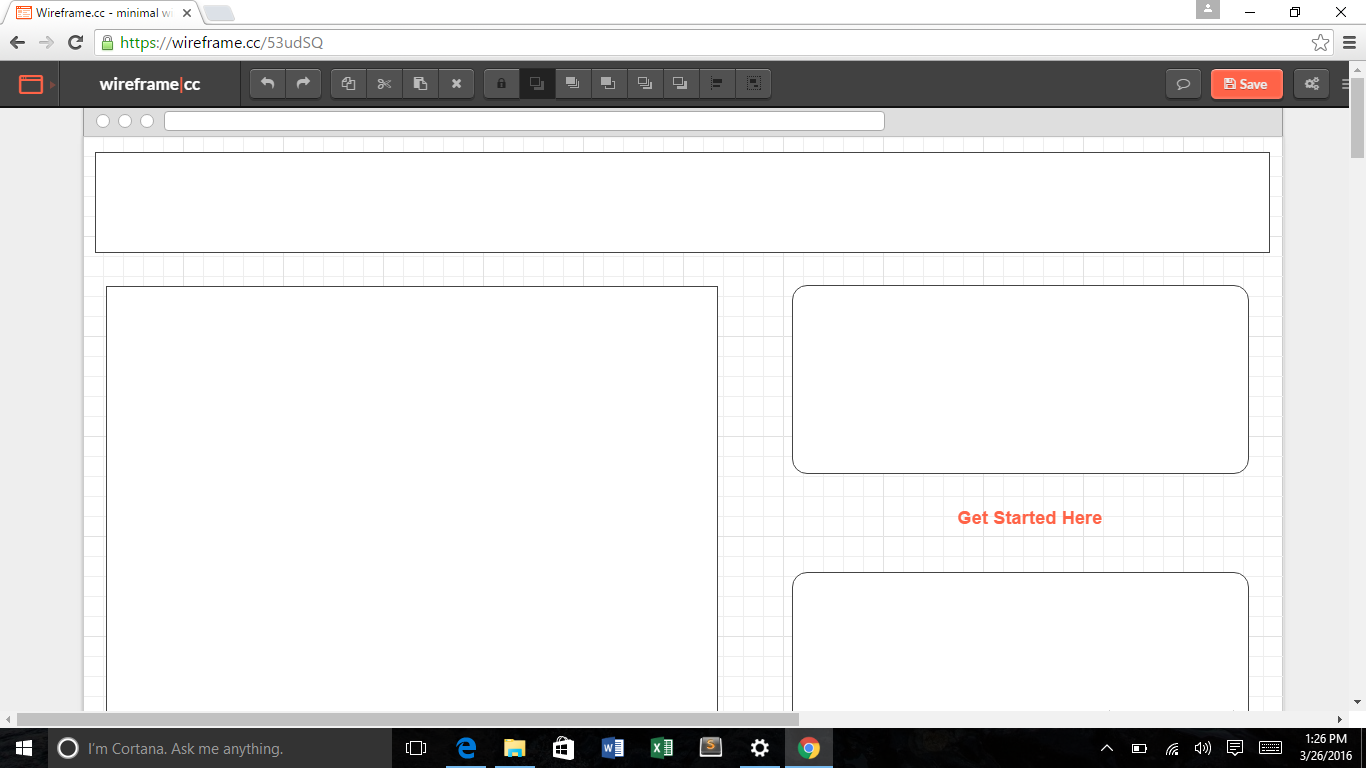 Wireframe.cc - minimal w
https://wireframe.cc/53udSQ
wireframe|cc
Save
Get Started Here
I'm Cortana. Ask me anything.
1:26 PM
3/26/2016